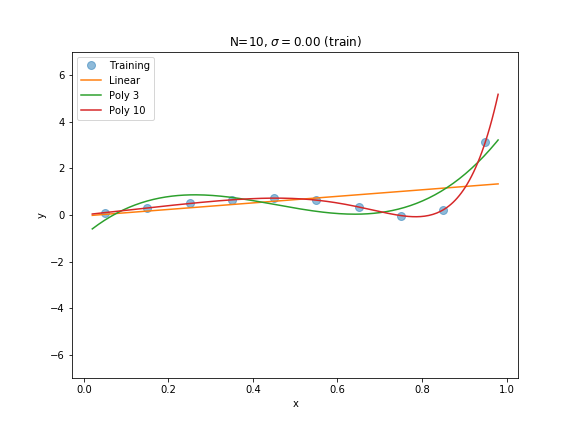 N=10, σ = 0.00 (train)
Training
Linear
Poly 3
Poly 10
6
4
2
0
−2
−4
−6
y
0.0 0.2 0.4 0.6 0.8 1.0
x